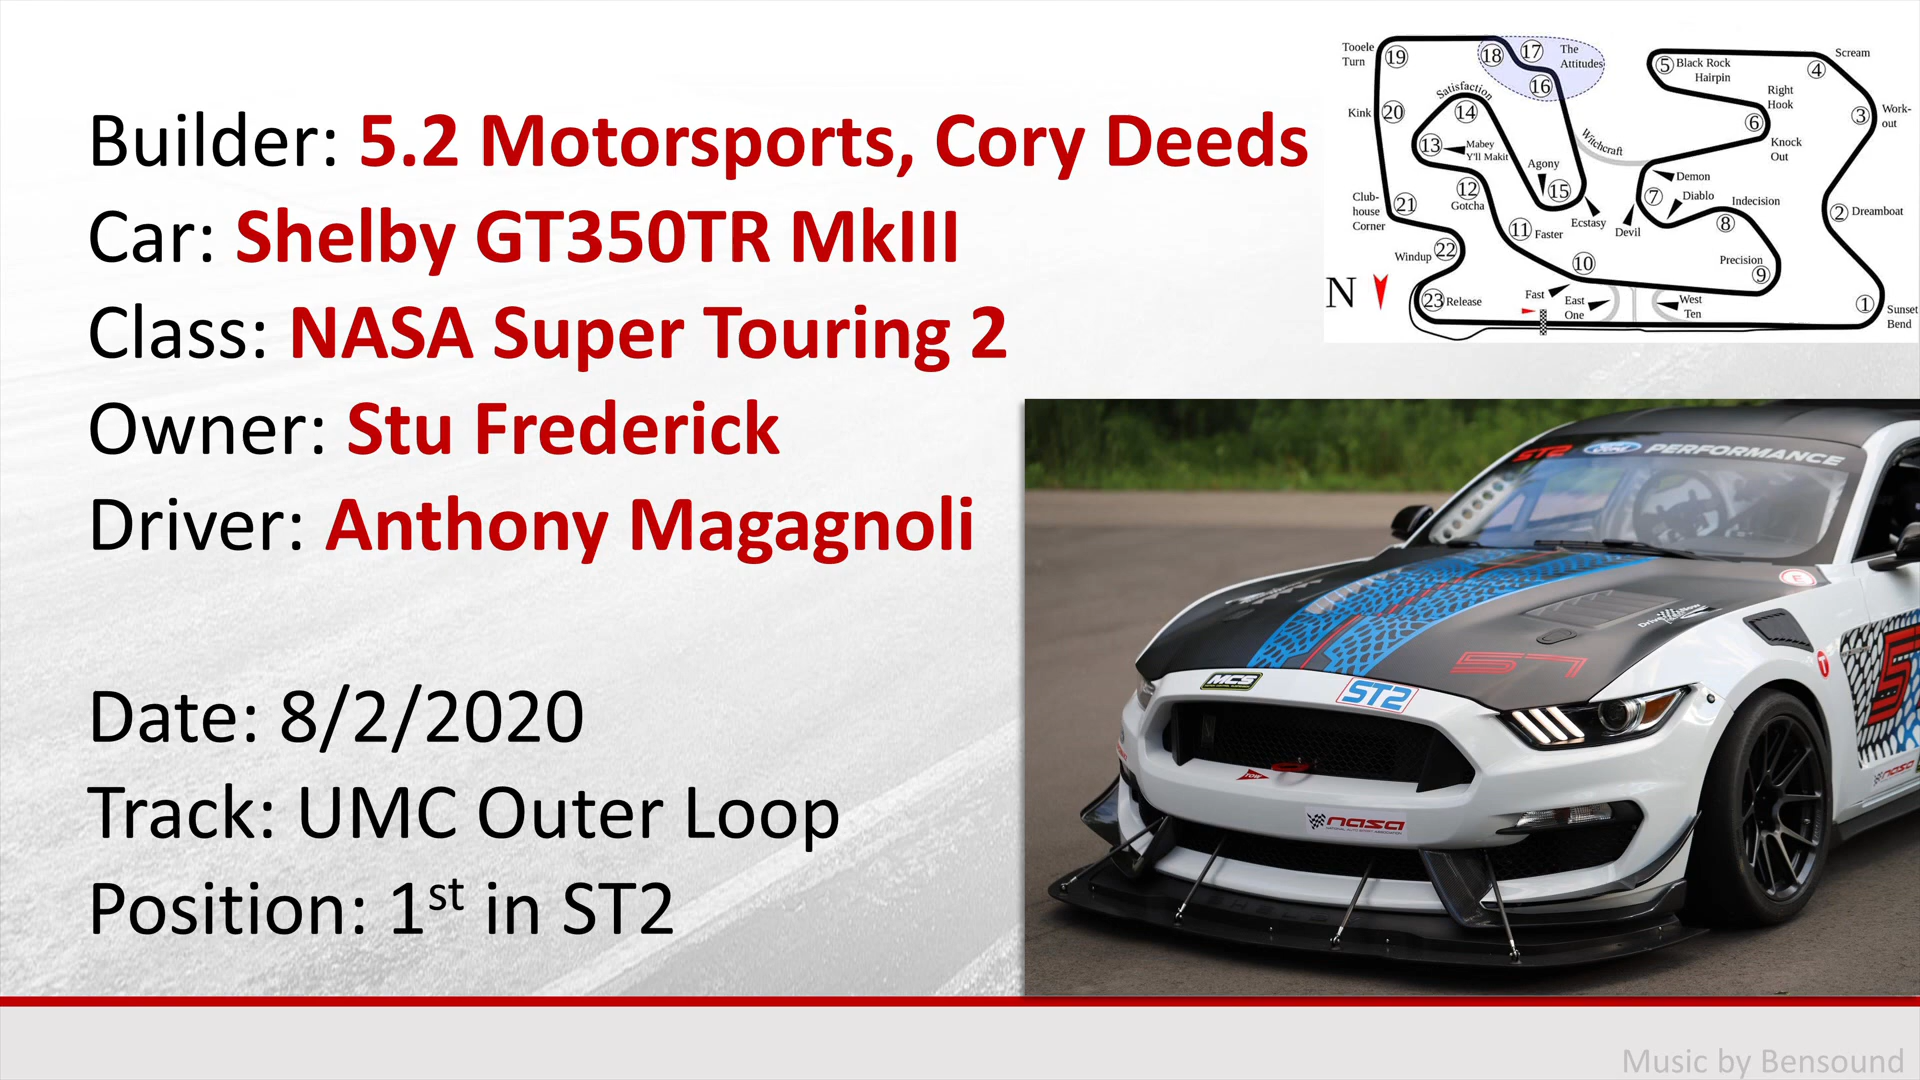 Builder: 5.2 Motorsports, Cory Deeds
Car: Shelby GT350TR MkIII
Class: NASA Super Touring 2
Owner: Stu Frederick
Driver: Anthony Magagnoli
Date: 8/2/2020
Track: UMC Outer Loop
Position: 1st in ST2
Tooele
Turn
19
18
17
The
Attitudes
16
5
Black Rock
Hairpin
4
Scream
Kink
20
Satisfaction
14
Right
Hook
6
3
Work-
out
13
Mabey
Y'll Makit
Witchcraft
Knock
Out
Agony
15
12
Gotcha
Demon
7
Diablo
Indecision
8
Club-
house
Corner
21
11
Faster
Ecstasy
Devil
2
Dreamboat
Windup
22
10
Precision
9
N
23
Release
Fast
East
One
West
Ten
1
Sunset
Bend
ST2 Ford PERFORMANCE
57
MCS
ST2
TOW
nasa
5
nasa
Music by Bensound